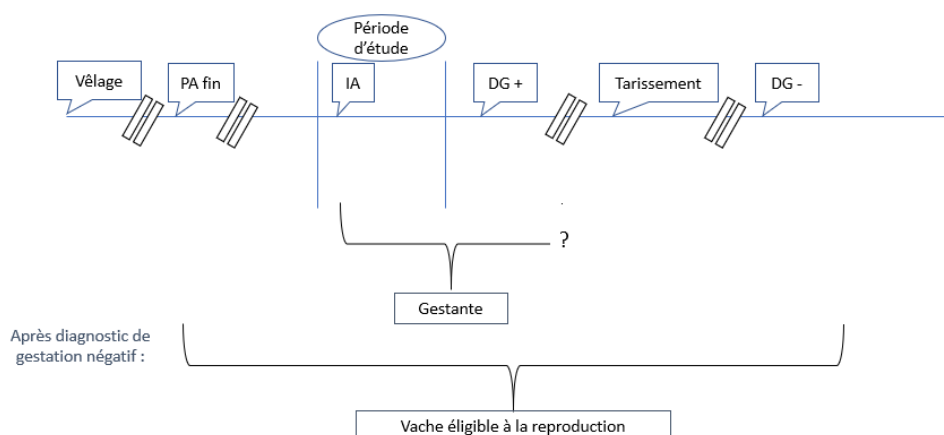 Période
d'étude
Vêlage
PA fin
IA
DG +
Tarissement
DG -
?
Gestante
Après diagnostic de
gestation négatif :
Vache éligible à la reproduction